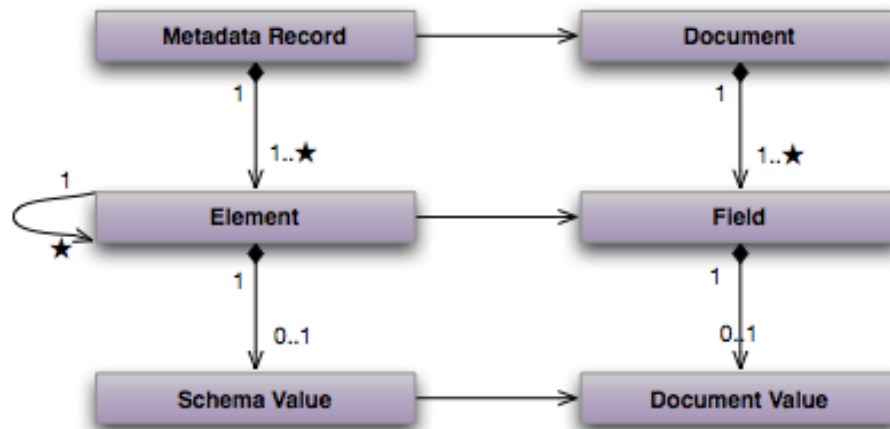 Metadata Record
Document
1
1
1..★
1..★
1
Element
Field
★
1
1
0..1
0..1
Schema Value
Document Value